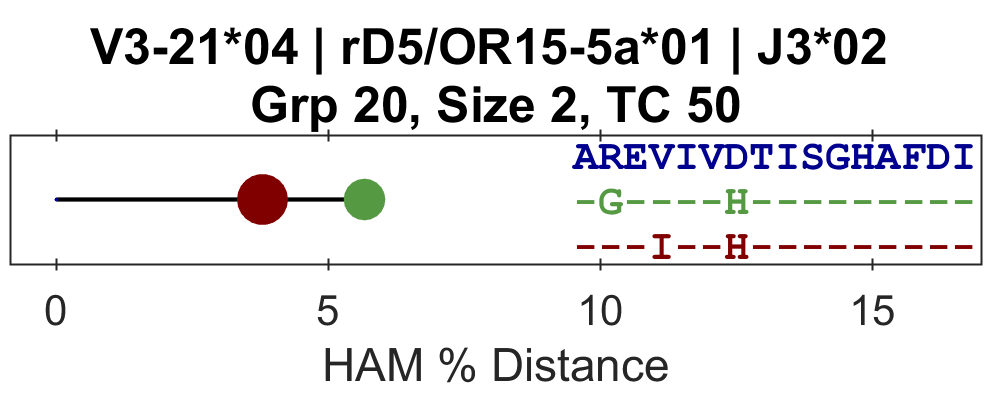 V3-21*04 | rD5/OR15-5a*01 | J3*02
Grp 20, Size 2, TC 50
AREVIVDTISGHAFDI
-G----H---------
---I--H---------
0 5 10 15
HAM % Distance